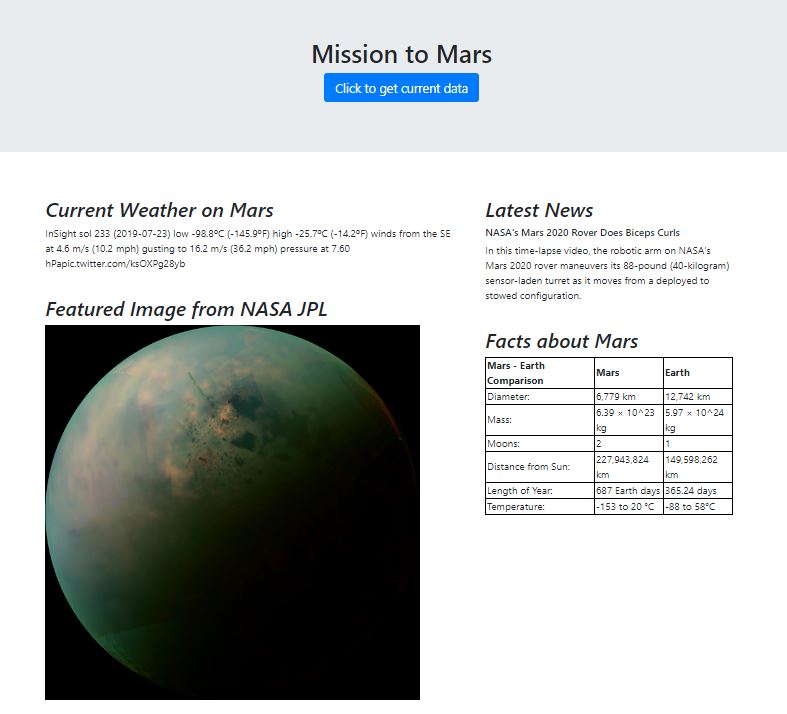 Mission to Mars
Click to get current data
Current Weather on Mars
InSight sol 233 (2019-07-23) low -98.8ºC (-145.9ºF) high -25.7ºC (-14.2ºF) winds from the SE
at 4.6 m/s (10.2 mph) gusting to 16.2 m/s (36.2 mph) pressure at 7.60
hPapic.twitter.com/ksOXPg28yb
Featured Image from NASA JPL
Latest News
NASA's Mars 2020 Rover Does Biceps Curls
In this time-lapse video, the robotic arm on NASA's
Mars 2020 rover maneuvers its 88-pound (40-kilogram)
sensor-laden turret as it moves from a deployed to
stowed configuration.
Facts about Mars
Mars - Earth
Comparison
Mars
Earth
Diameter: 6,779 km 12,742 km
Mass: 6.39 × 10^23 kg 5.97 × 10^24 kg
Moons: 2 1
Distance from Sun: 227,943,824 km 149,598,262 km
Length of Year: 687 Earth days 365.24 days
Temperature: -153 to 20 °C -88 to 58°C